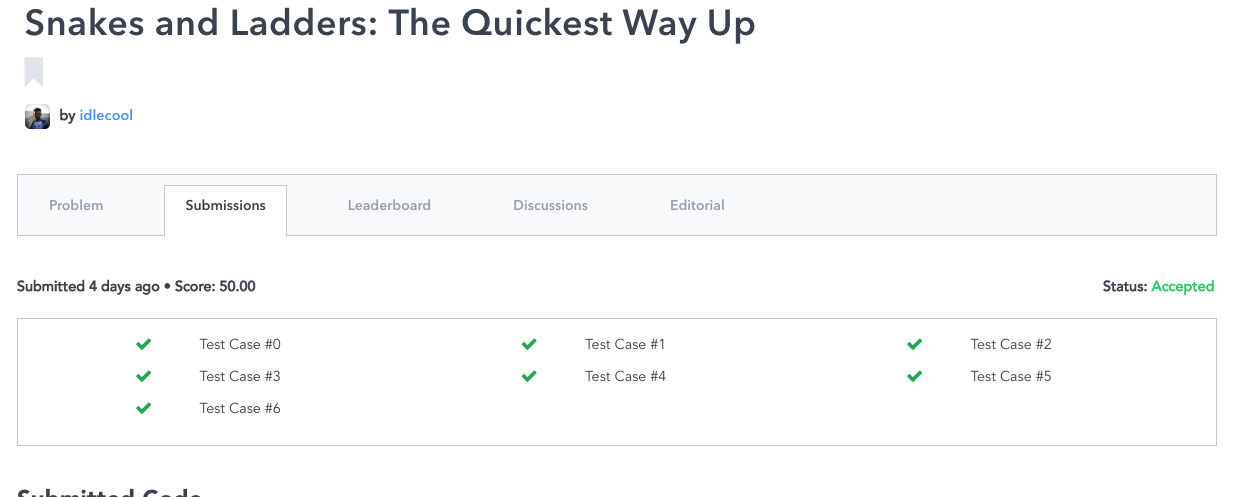 Snakes and Ladders: The Quickest Way Up
by idlecool
Problem Submissions Leaderboard Discussions Editorial
Submitted 4 days ago • Score: 50.00 Status: Accepted
Test Case #0 Test Case #1 Test Case #2
Test Case #3 Test Case #4 Test Case #5
Test Case #6
Submitted Code